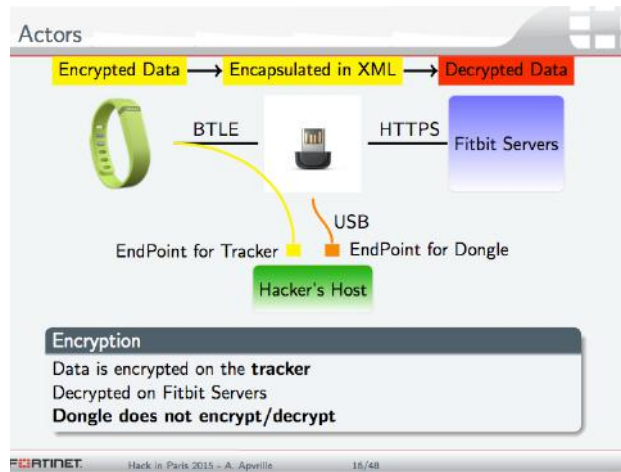 Actors
Encrypted Data → Encapsulated in XML → Decrypted Data
BTLE
HTTPS
Fitbit Servers
USB
EndPoint for Tracker
EndPoint for Dongle
Hacker's Host
Encryption
Data is encrypted on the tracker
Decrypted on Fitbit Servers
Dongle does not encrypt/decrypt
FORTINET. Hack in Paris 2015 - A. Apvrille 16/48